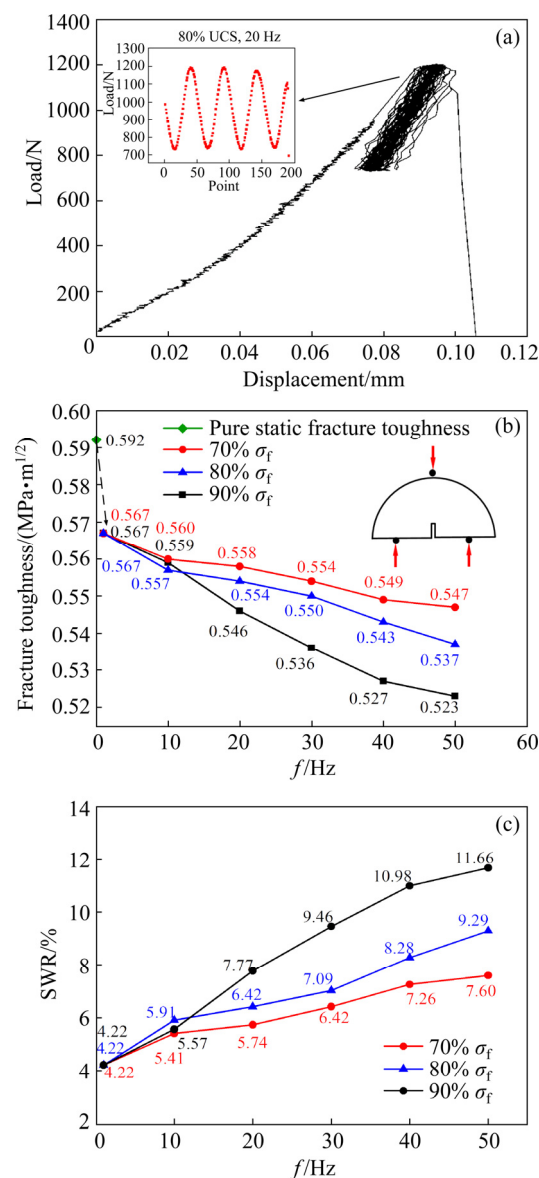 (a)
80% UCS, 20 Hz
1300
1200
1100
1000
900
800
700
Load/N
0 50 100 150 200
Point
1400
1200
1000
800
600
400
200
Load/N
0 0.02 0.04 0.06 0.08 0.10 0.12
Displacement/mm
(b)
0.60
0.59
0.58
0.57
0.56
0.55
0.54
0.53
0.52
Fracture toughness/(MPa•m1/2)
Pure static fracture toughness
70% σf
80% σf
90% σf
0.592
0.567 0.560
0.567 0.559 0.558 0.554 0.549 0.547
0.567 0.557 0.554 0.550 0.543 0.537
0.546 0.536 0.527 0.523
0 10 20 30 40 50 60
f/Hz
(c)
14
12
10
8
6
4
2
SWR/%
11.66
10.98
9.46 9.29
7.77 8.28
5.91 6.42 7.09
4.22 5.57 7.26 7.60
4.22 5.41 5.74 6.42
4.22
70% σf
80% σf
90% σf
0 10 20 30 40 50
f/Hz